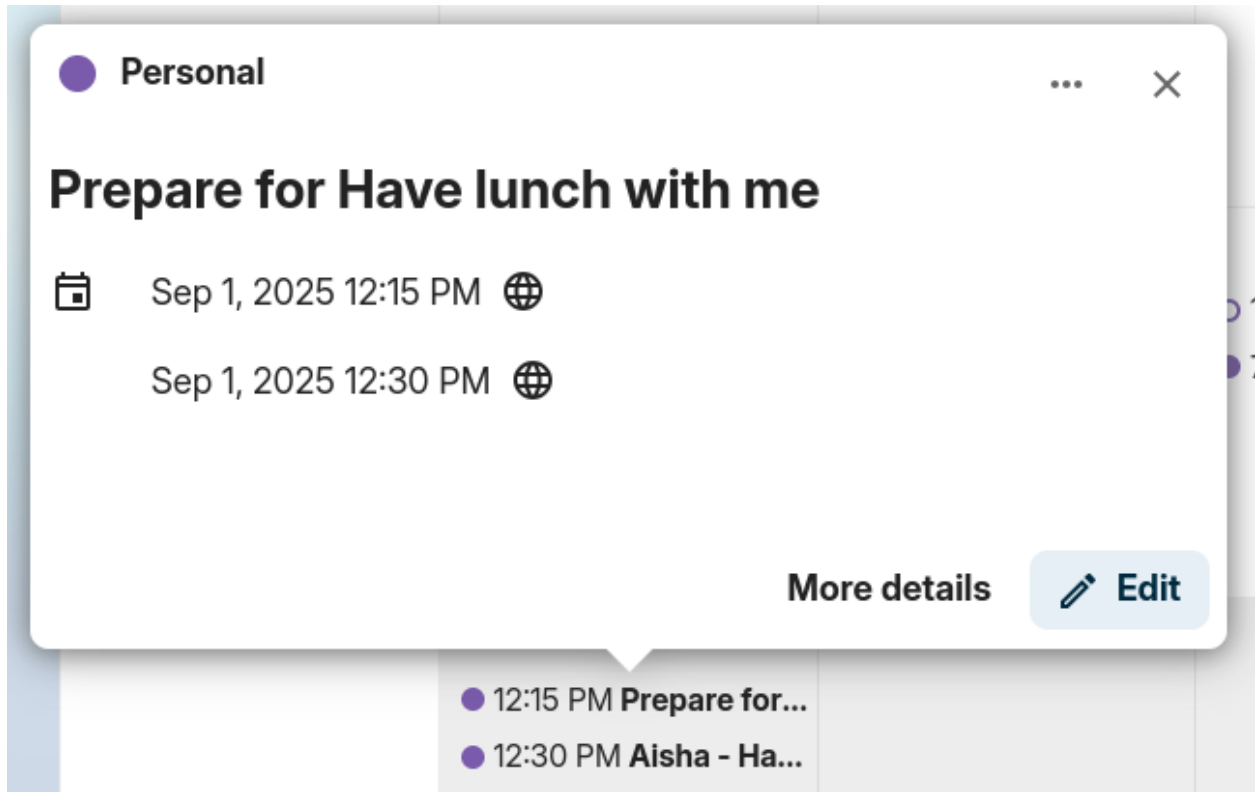 Personal
Prepare for Have lunch with me
Sep 1, 2025 12:15 PM
Sep 1, 2025 12:30 PM
More details
Edit
12:15 PM Prepare for...
12:30 PM Aisha - Ha...